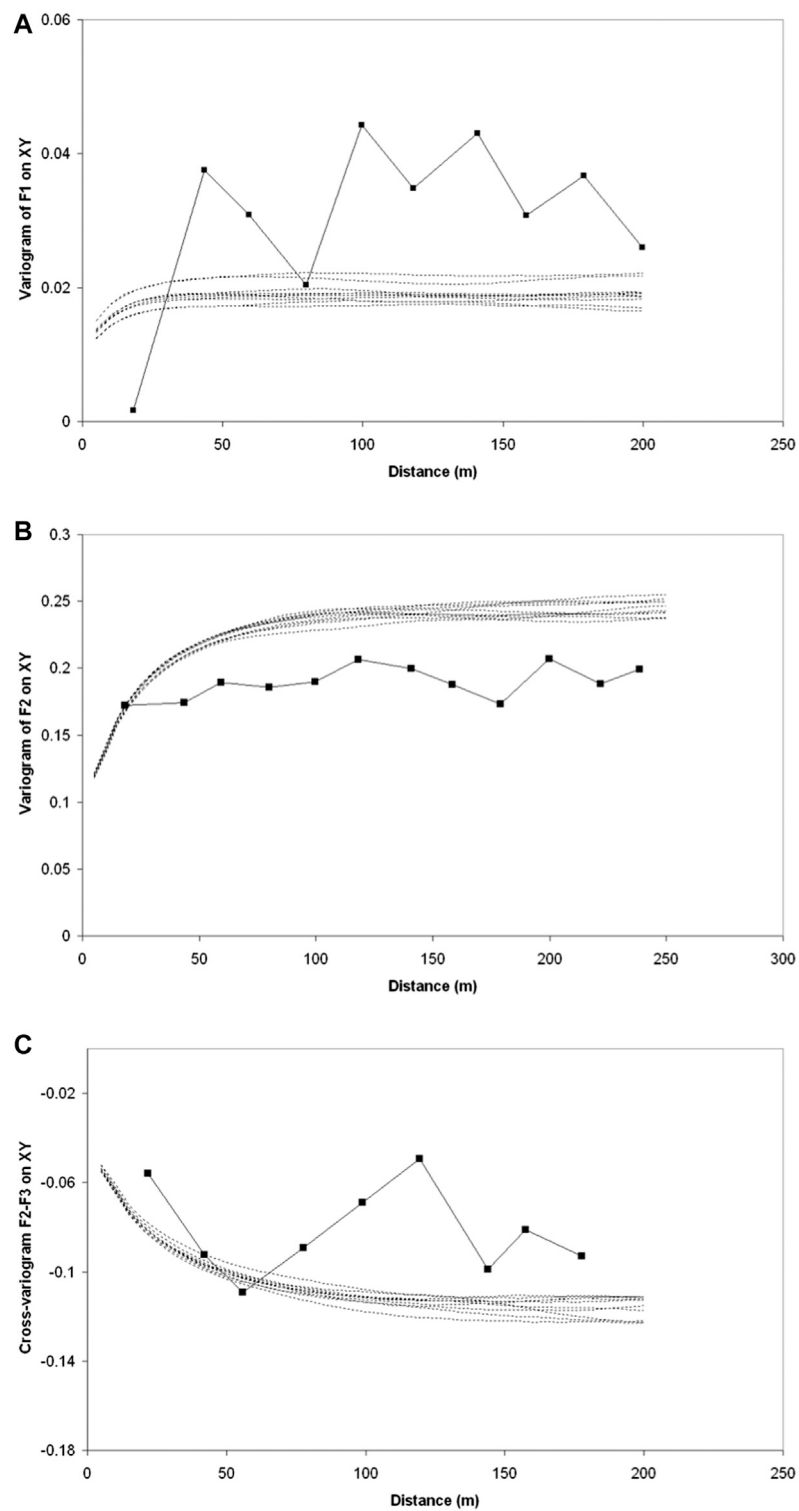 A
Variogram of F1 on XY
0.06
0.04
0.02
0
0 50 100 150 200 250
Distance (m)
B
Variogram of F2 on XY
0.3
0.25
0.2
0.15
0.1
0.05
0
0 50 100 150 200 250 300
Distance (m)
C
Cross-variogram F2-F3 on XY
-0.02
-0.06
-0.1
-0.14
-0.18
0 50 100 150 200 250
Distance (m)